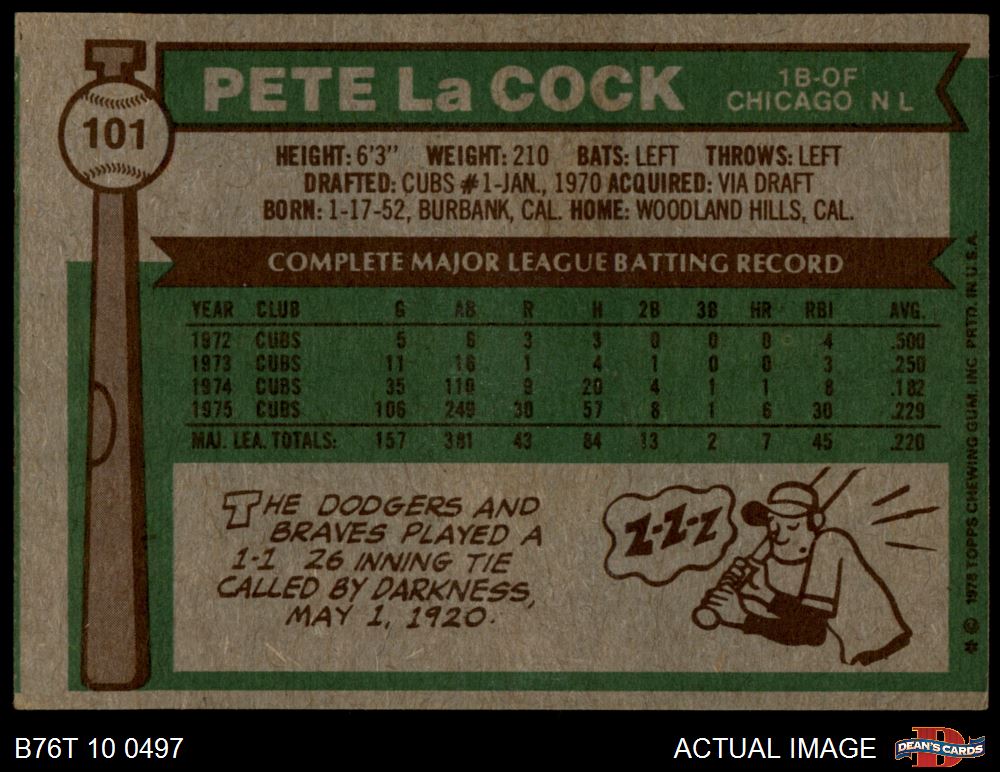 101
PETE La COCK
1B-OF
CHICAGO N L
HEIGHT: 6'3" WEIGHT: 210 BATS: LEFT THROWS: LEFT
DRAFTED: CUBS #1-JAN., 1970 ACQUIRED: VIA DRAFT
BORN: 1-17-52, BURBANK, CAL. HOME: WOODLAND HILLS, CAL.
COMPLETE MAJOR LEAGUE BATTING RECORD
YEAR CLUB G AB R H 2B 3B HR RBI AVG.
1972 CUBS 5 6 3 3 0 0 0 4 .500
1973 CUBS 11 16 1 4 1 0 0 3 .250
1974 CUBS 35 110 9 20 4 1 1 8 .182
1975 CUBS 106 249 30 57 8 1 6 30 .229
MAJ. LEA. TOTALS: 157 381 43 84 13 2 7 45 .220
THE DODGERS AND
BRAVES PLAYED A
1-1 26 INNING TIE
CALLED BY DARKNESS,
MAY 1, 1920.
Z-Z-Z
* © 1976 TOPPS CHEWING GUM, INC. PRTD. IN U.S.A.
B76T 10 0497
ACTUAL IMAGE
D
DEAN'S CARDS